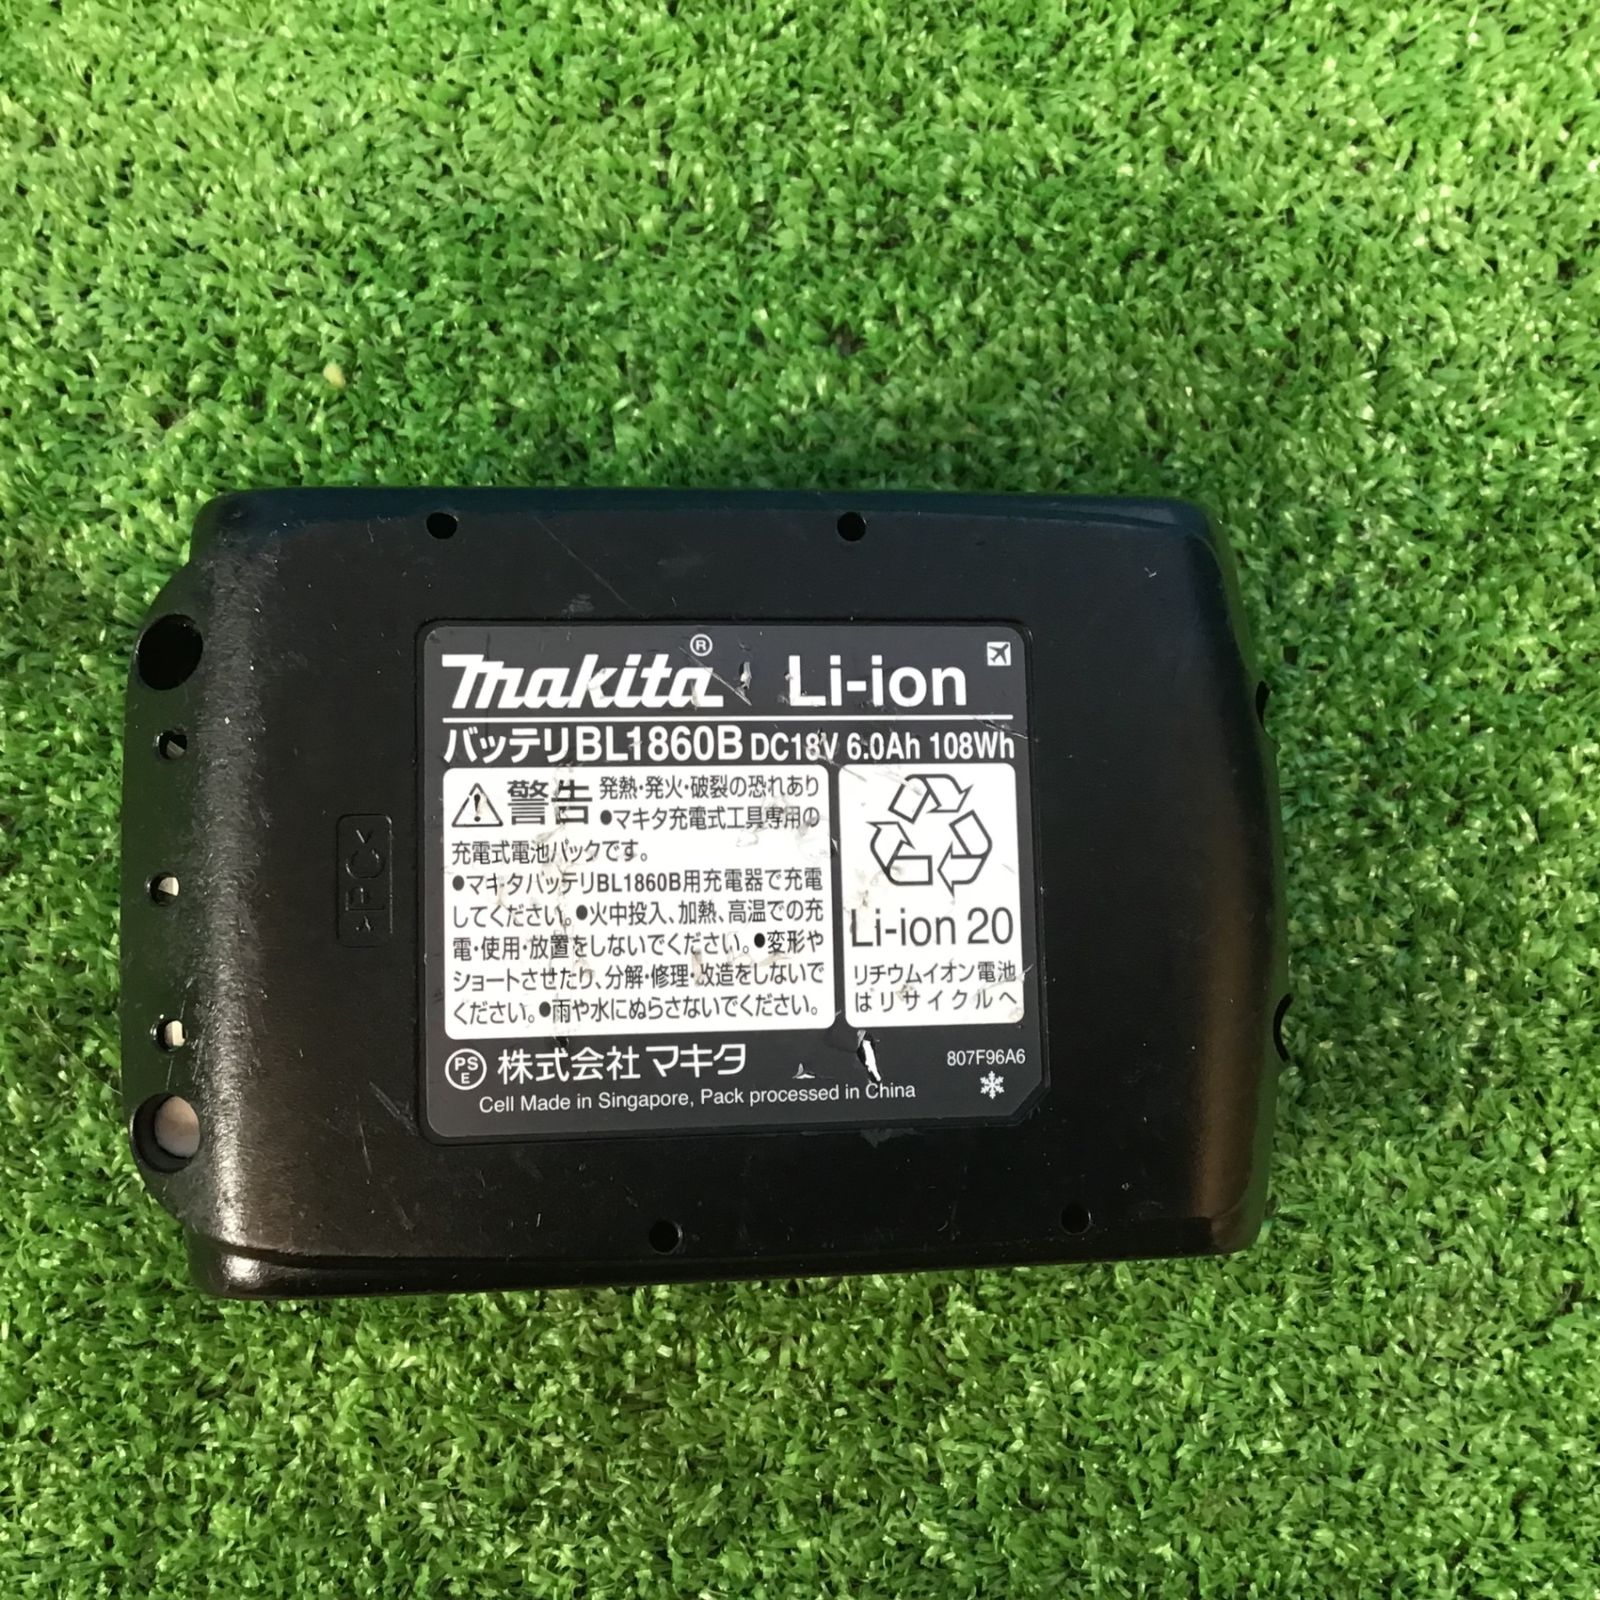 makita® Li-ion
バッテリBL1860B DC18V 6.0Ah 108Wh
警告 発熱・発火・破裂の恐れあり
●マキタ充電式工具専用の
充電式電池パックです。
●マキタバッテリBL1860B用充電器で充電
してください。●火中投入、加熱、高温での充
電・使用・放置をしないでください。●変形や
ショートさせたり、分解・修理・改造をしないで
ください。●雨や水にぬらさないでください。
Li-ion 20
リチウムイオン電池
はリサイクルへ
PS
E
株式会社マキタ
807F96A6
Cell Made in Singapore, Pack processed in China
>PC<